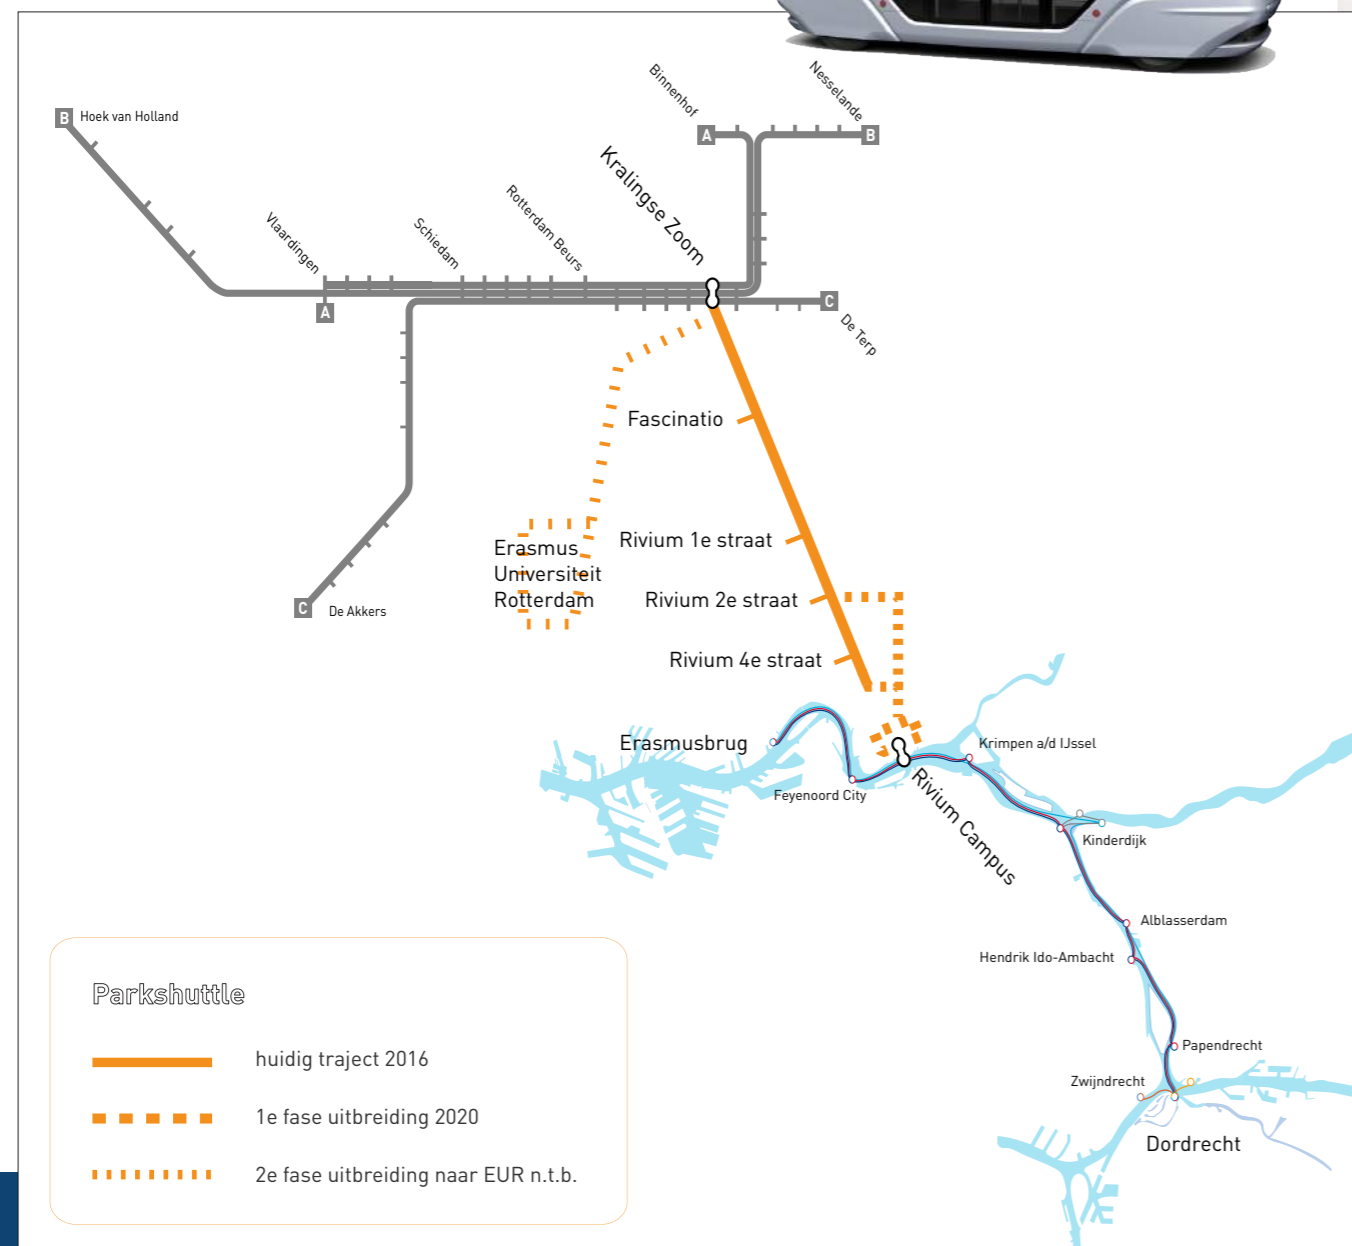 Binnenhof
Nesselande
A
B
B
Hoek van Holland
Kralingse Zoom
Rotterdam Beurs
Schiedam
Vlaardingen
A
C
De Terp
Fascinatio
Rivium 1e straat
Erasmus
Universiteit
Rotterdam
Rivium 2e straat
C
De Akkers
Rivium 4e straat
Erasmusbrug
Krimpen a/d IJssel
Feyenoord City
Rivium Campus
Kinderdijk
Alblasserdam
Hendrik Ido-Ambacht
Papendrecht
Zwijndrecht
Dordrecht
Parkshuttle
huidig traject 2016
1e fase uitbreiding 2020
2e fase uitbreiding naar EUR n.t.b.